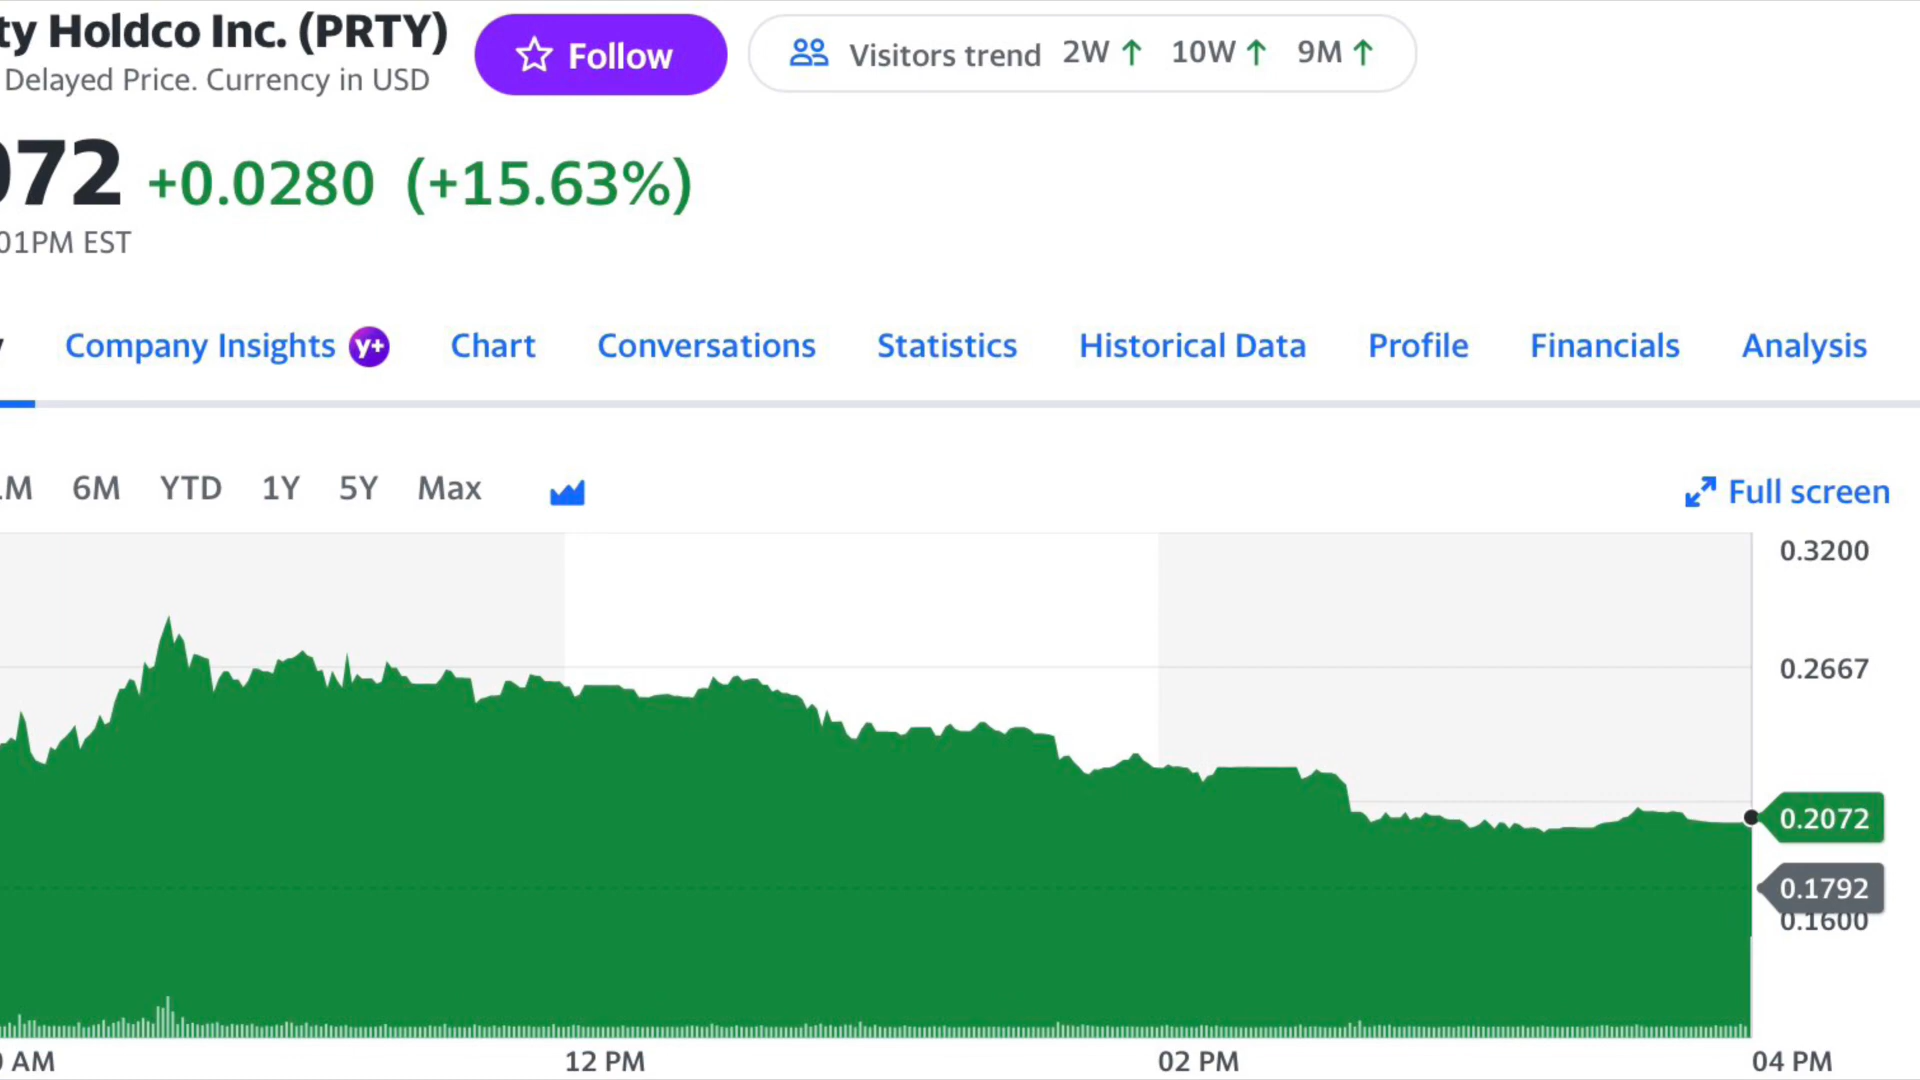 ty Holdco Inc. (PRTY)
Follow
Visitors trend 2W ↑ 10W ↑ 9M ↑
Delayed Price. Currency in USD
072 +0.0280 (+15.63%)
01PM EST
Company Insights y+ Chart Conversations Statistics Historical Data Profile Financials Analysis
1M 6M YTD 1Y 5Y Max
Full screen
0.3200
0.2667
0.2072
0.1792
0.1600
0 AM 12 PM 02 PM 04 PM